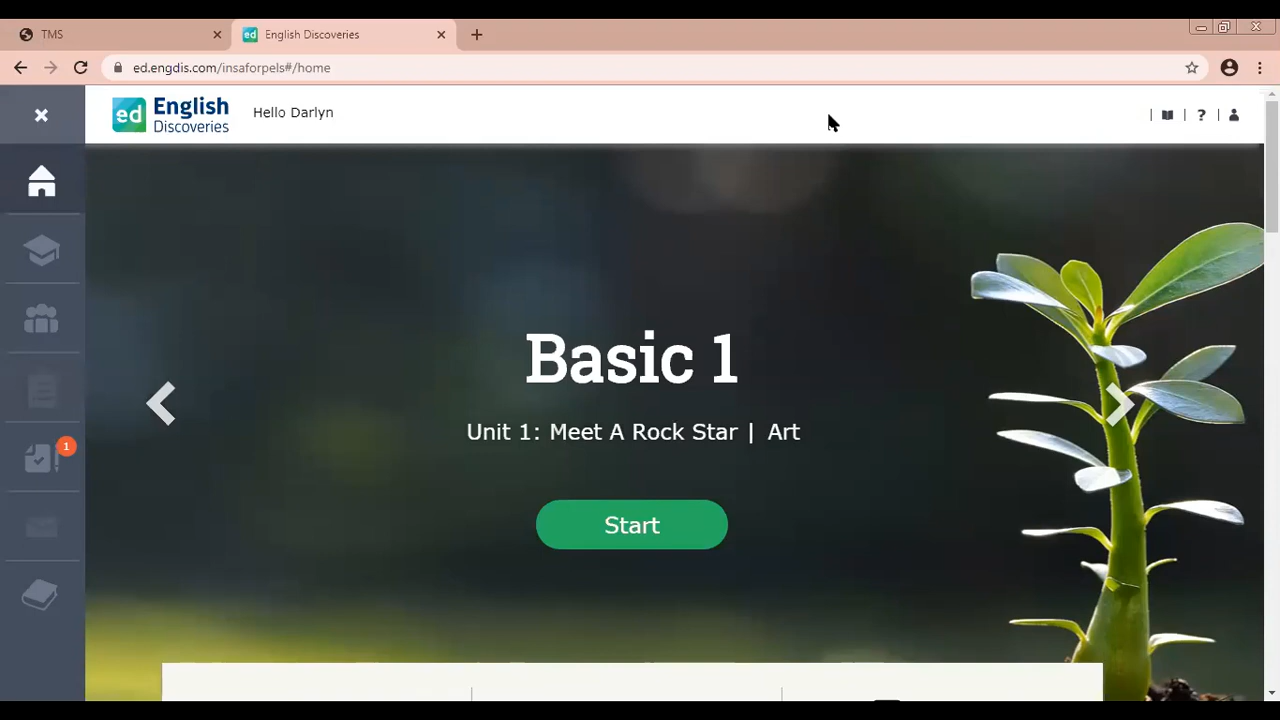 TMS
English Discoveries
ed.engdis.com/insaforpels#/home
ed English Discoveries
Hello Darlyn
?
1
Basic 1
Unit 1: Meet A Rock Star | Art
Start